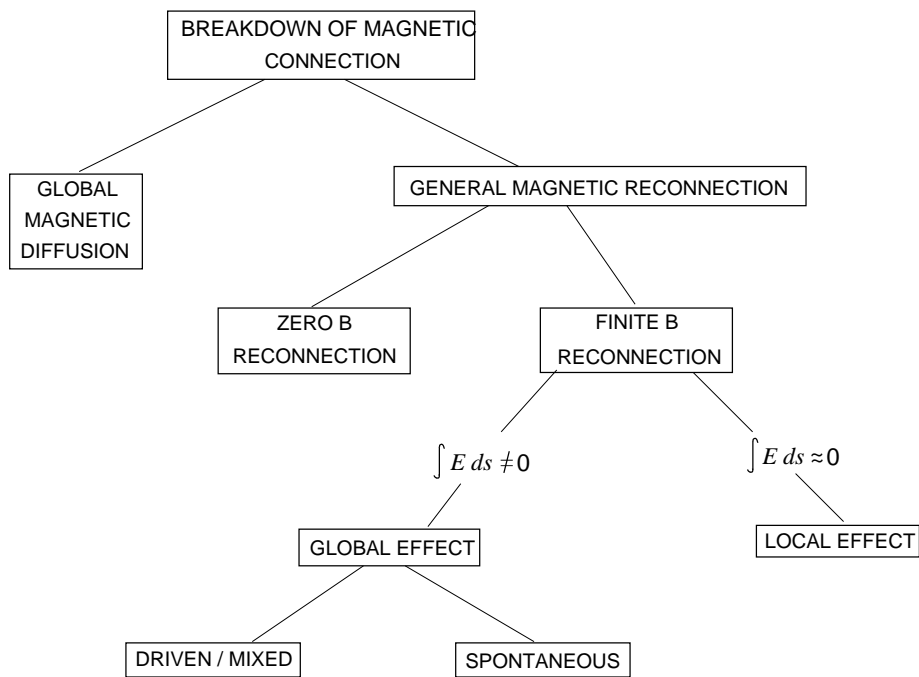 BREAKDOWN OF MAGNETIC
CONNECTION
GLOBAL
MAGNETIC
DIFFUSION
GENERAL MAGNETIC RECONNECTION
ZERO B
RECONNECTION
FINITE B
RECONNECTION
∫ E ds ≠ 0
∫ E ds ≈ 0
GLOBAL EFFECT
LOCAL EFFECT
DRIVEN / MIXED
SPONTANEOUS